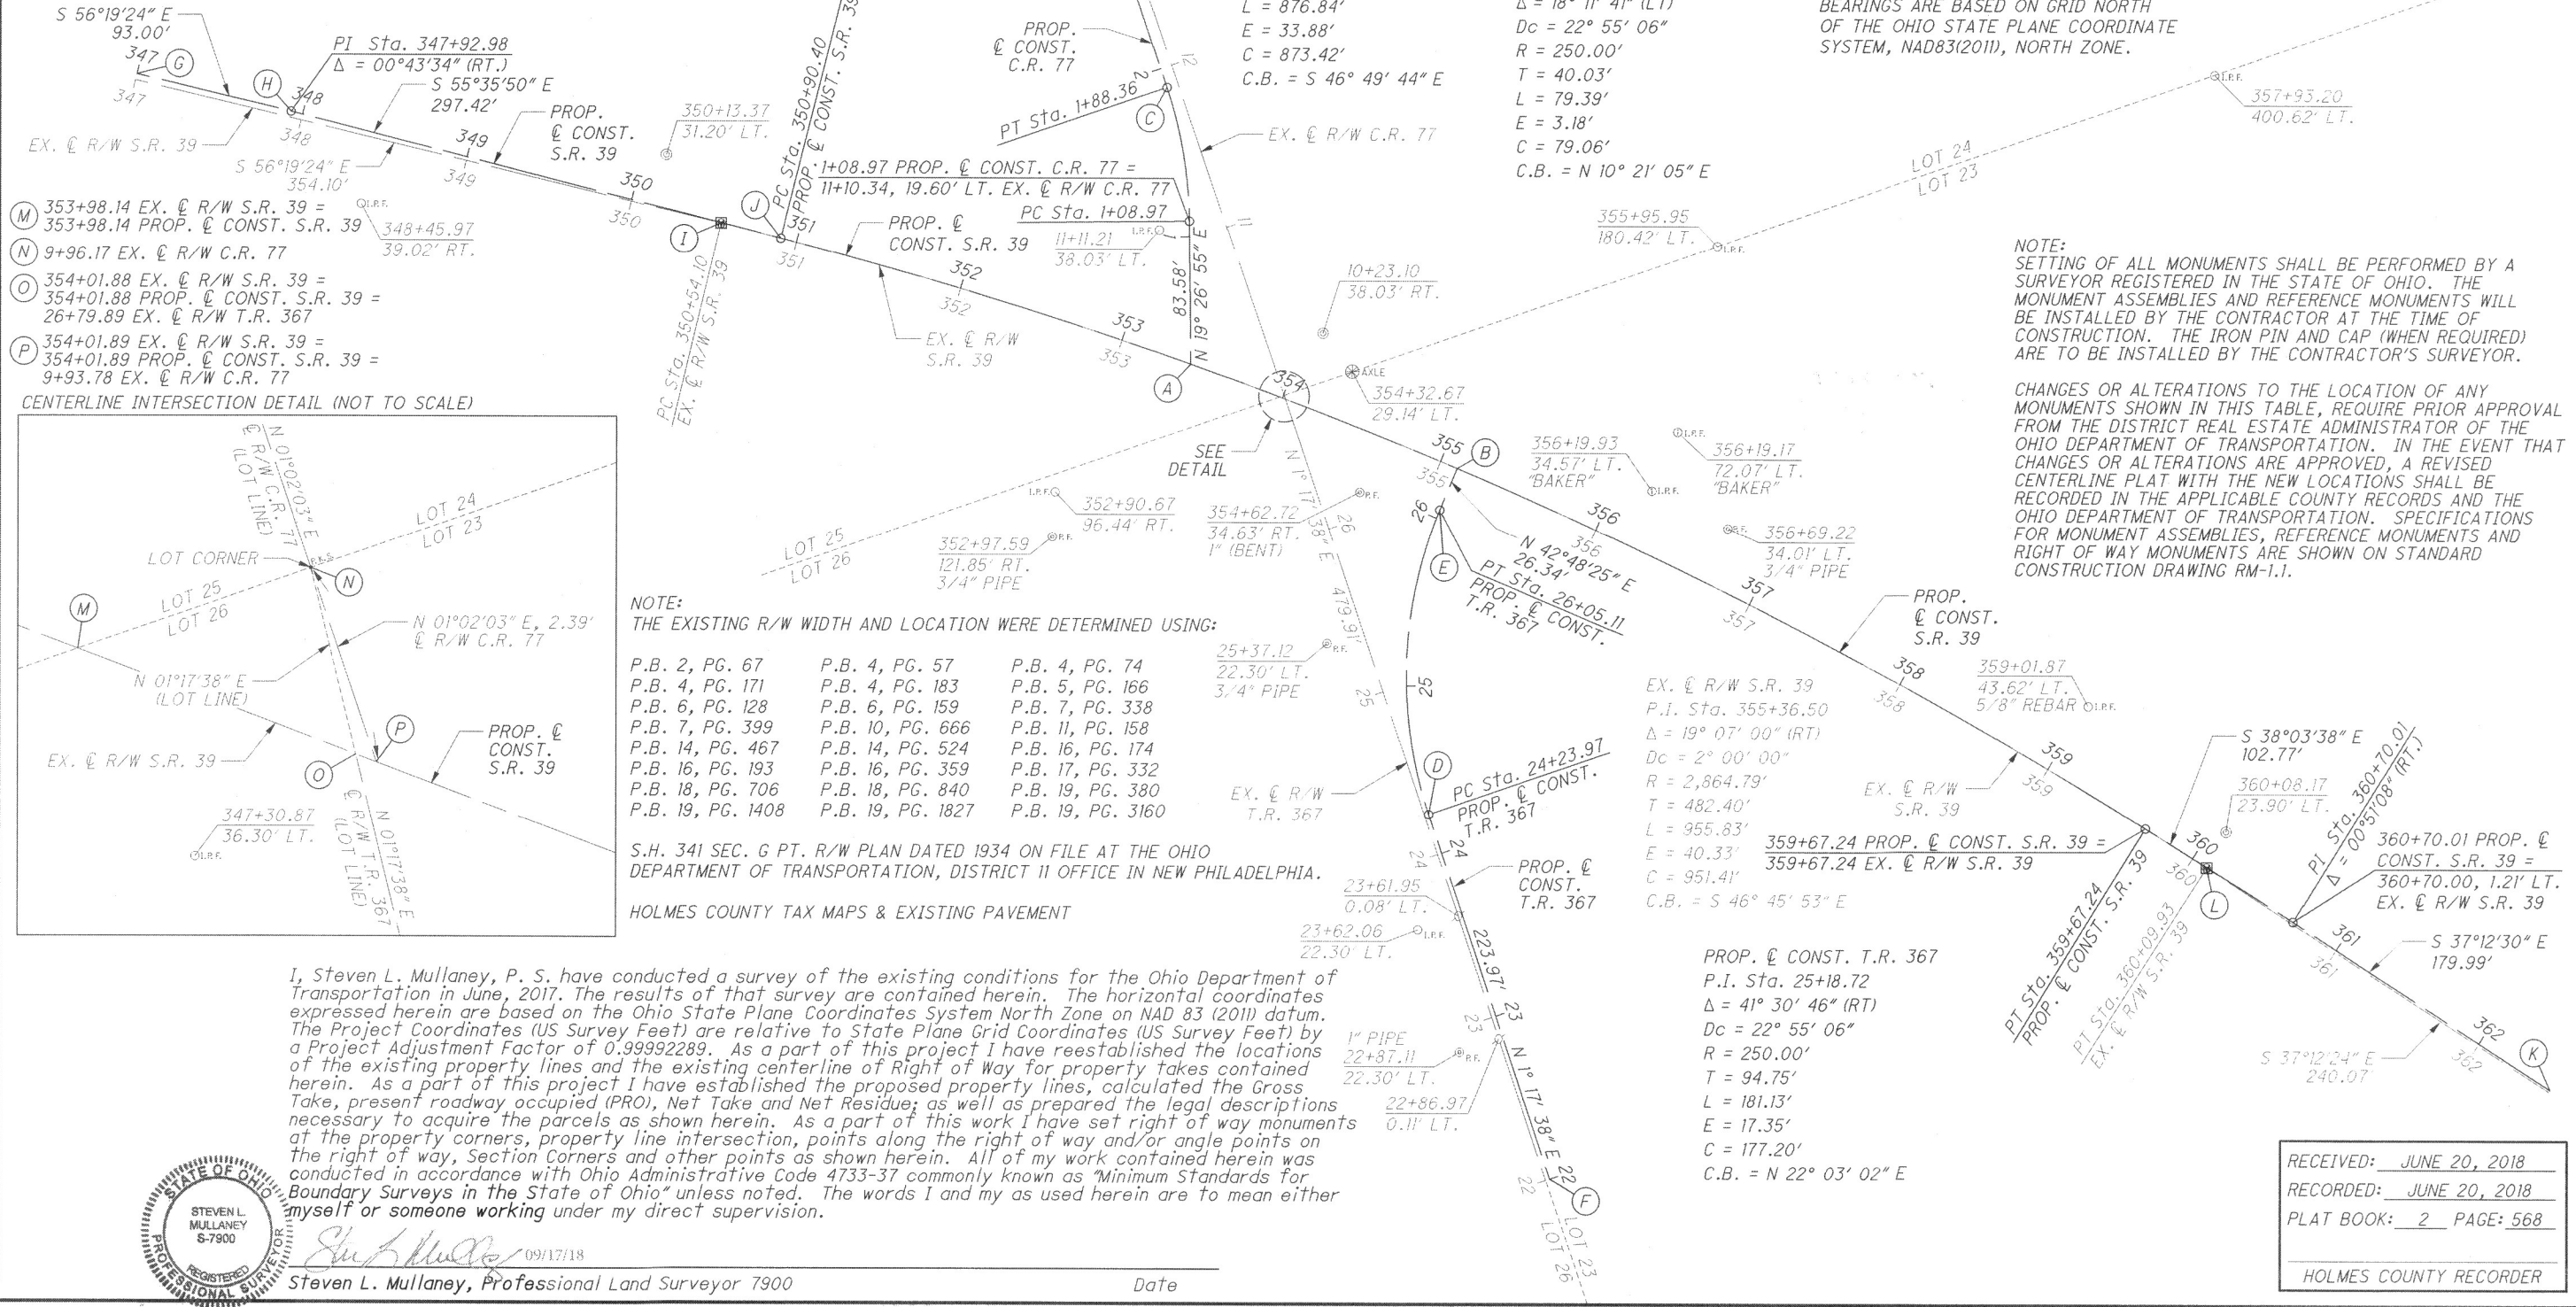 S 56°19'24" E
93.00'
347
G
347
H
PI Sta. 347+92.98
Δ = 00°43'34" (RT.)
348
348
S 55°35'50" E
297.42'
EX. ℄ R/W S.R. 39
S 56°19'24" E
354.10'
349
349
PROP.
℄ CONST.
S.R. 39
350
350
350+13.37
31.20' LT.
I
J
PC Sta. 350+90.40
PROP. ℄ CONST. S.R. 39
PC Sta. 350+54.10
EX. ℄ R/W S.R. 39
351
351
PROP.
℄ CONST.
C.R. 77
2
12
PT Sta. 1+88.36
C
EX. ℄ R/W C.R. 77
1+08.97 PROP. ℄ CONST. C.R. 77 =
11+10.34, 19.60' LT. EX. ℄ R/W C.R. 77
PC Sta. 1+08.97
PROP. ℄
CONST. S.R. 39
I.P.F.
11+11.21
38.03' LT.
1
11
352
352
EX. ℄ R/W
S.R. 39
353
353
83.58'
N 19° 26' 55" E
A
L = 876.84'
E = 33.88'
C = 873.42'
C.B. = S 46° 49' 44" E
Δ = 18° 11' 41" (LT)
Dc = 22° 55' 06"
R = 250.00'
T = 40.03'
L = 79.39'
E = 3.18'
C = 79.06'
C.B. = N 10° 21' 05" E
BEARINGS ARE BASED ON GRID NORTH
OF THE OHIO STATE PLANE COORDINATE
SYSTEM, NAD83(2011), NORTH ZONE.
I.P.F.
357+93.20
400.62' LT.
LOT 24
LOT 23
355+95.95
180.42' LT.
I.P.F.
10+23.10
38.03' RT.
354
AXLE
354+32.67
29.14' LT.
SEE
DETAIL
M
353+98.14 EX. ℄ R/W S.R. 39 =
353+98.14 PROP. ℄ CONST. S.R. 39
I.P.F.
348+45.97
39.02' RT.
N
9+96.17 EX. ℄ R/W C.R. 77
O
354+01.88 EX. ℄ R/W S.R. 39 =
354+01.88 PROP. ℄ CONST. S.R. 39 =
26+79.89 EX. ℄ R/W T.R. 367
P
354+01.89 EX. ℄ R/W S.R. 39 =
354+01.89 PROP. ℄ CONST. S.R. 39 =
9+93.78 EX. ℄ R/W C.R. 77
CENTERLINE INTERSECTION DETAIL (NOT TO SCALE)
N 01°02'03" E
℄ R/W C.R. 77
(LOT LINE)
LOT 24
LOT 23
LOT CORNER
P.K.S.
N
M
LOT 25
LOT 26
N 01°02'03" E, 2.39'
℄ R/W C.R. 77
N 01°17'38" E
(LOT LINE)
P
PROP. ℄
CONST.
S.R. 39
EX. ℄ R/W S.R. 39
O
N 01°17'38" E
℄ R/W T.R. 367
(LOT LINE)
347+30.87
36.30' LT.
I.P.F.
NOTE:
SETTING OF ALL MONUMENTS SHALL BE PERFORMED BY A
SURVEYOR REGISTERED IN THE STATE OF OHIO. THE
MONUMENT ASSEMBLIES AND REFERENCE MONUMENTS WILL
BE INSTALLED BY THE CONTRACTOR AT THE TIME OF
CONSTRUCTION. THE IRON PIN AND CAP (WHEN REQUIRED)
ARE TO BE INSTALLED BY THE CONTRACTOR'S SURVEYOR.
CHANGES OR ALTERATIONS TO THE LOCATION OF ANY
MONUMENTS SHOWN IN THIS TABLE, REQUIRE PRIOR APPROVAL
FROM THE DISTRICT REAL ESTATE ADMINISTRATOR OF THE
OHIO DEPARTMENT OF TRANSPORTATION. IN THE EVENT THAT
CHANGES OR ALTERATIONS ARE APPROVED, A REVISED
CENTERLINE PLAT WITH THE NEW LOCATIONS SHALL BE
RECORDED IN THE APPLICABLE COUNTY RECORDS AND THE
OHIO DEPARTMENT OF TRANSPORTATION. SPECIFICATIONS
FOR MONUMENT ASSEMBLIES, REFERENCE MONUMENTS AND
RIGHT OF WAY MONUMENTS ARE SHOWN ON STANDARD
CONSTRUCTION DRAWING RM-1.1.
355
355
B
356+19.93
34.57' LT.
"BAKER"
I.P.F.
I.P.F.
356+19.17
72.07' LT.
"BAKER"
P.F.
356+69.22
34.01' LT.
3/4" PIPE
356
356
357
357
LOT 25
LOT 26
I.P.F.
352+90.67
96.44' RT.
352+97.59
121.85' RT.
3/4" PIPE
P.F.
354+62.72
34.63' RT.
1" (BENT)
P.F.
N 1° 17' 38" E 479.91'
26
26
E
N 42°48'25" E
26.34'
PT Sta. 26+05.11
PROP. ℄ CONST.
T.R. 367
25+37.12
22.30' LT.
3/4" PIPE
P.F.
25
25
PROP.
℄ CONST.
S.R. 39
358
358
359+01.87
43.62' LT.
5/8" REBAR
I.P.F.
359
359
NOTE:
THE EXISTING R/W WIDTH AND LOCATION WERE DETERMINED USING:
P.B. 2, PG. 67 P.B. 4, PG. 57 P.B. 4, PG. 74
P.B. 4, PG. 171 P.B. 4, PG. 183 P.B. 5, PG. 166
P.B. 6, PG. 128 P.B. 6, PG. 159 P.B. 7, PG. 338
P.B. 7, PG. 399 P.B. 10, PG. 666 P.B. 11, PG. 158
P.B. 14, PG. 467 P.B. 14, PG. 524 P.B. 16, PG. 174
P.B. 16, PG. 193 P.B. 16, PG. 359 P.B. 17, PG. 332
P.B. 18, PG. 706 P.B. 18, PG. 840 P.B. 19, PG. 380
P.B. 19, PG. 1408 P.B. 19, PG. 1827 P.B. 19, PG. 3160
S.H. 341 SEC. G PT. R/W PLAN DATED 1934 ON FILE AT THE OHIO
DEPARTMENT OF TRANSPORTATION, DISTRICT 11 OFFICE IN NEW PHILADELPHIA.
HOLMES COUNTY TAX MAPS & EXISTING PAVEMENT
EX. ℄ R/W
T.R. 367
D
PC Sta. 24+23.97
PROP. ℄ CONST.
T.R. 367
24
24
PROP. ℄
CONST.
T.R. 367
23+61.95
0.08' LT.
23+62.06
22.30' LT.
I.P.F.
223.97'
23
23
N 1° 17' 38" E
1" PIPE
22+87.11
22.30' LT.
P.F.
22+86.97
0.11' LT.
22
22
F
LOT 23
LOT 26
EX. ℄ R/W S.R. 39
P.I. Sta. 355+36.50
Δ = 19° 07' 00" (RT)
Dc = 2° 00' 00"
R = 2,864.79'
T = 482.40'
L = 955.83'
E = 40.33'
C = 951.41'
C.B. = S 46° 45' 53" E
359+67.24 PROP. ℄ CONST. S.R. 39 =
359+67.24 EX. ℄ R/W S.R. 39
EX. ℄ R/W
S.R. 39
PT Sta. 359+67.24
PROP. ℄ CONST. S.R. 39
PT Sta. 360+09.93
EX. ℄ R/W S.R. 39
S 38°03'38" E
102.77'
360
360
360+08.17
23.90' LT.
L
PI Sta. 360+70.01
Δ = 00°51'08" (RT.)
360+70.01 PROP. ℄
CONST. S.R. 39 =
360+70.00, 1.21' LT.
EX. ℄ R/W S.R. 39
361
361
S 37°12'30" E
179.99'
S 37°12'24" E
240.07'
362
362
K
PROP. ℄ CONST. T.R. 367
P.I. Sta. 25+18.72
Δ = 41° 30' 46" (RT)
Dc = 22° 55' 06"
R = 250.00'
T = 94.75'
L = 181.13'
E = 17.35'
C = 177.20'
C.B. = N 22° 03' 02" E
I, Steven L. Mullaney, P. S. have conducted a survey of the existing conditions for the Ohio Department of
Transportation in June, 2017. The results of that survey are contained herein. The horizontal coordinates
expressed herein are based on the Ohio State Plane Coordinates System North Zone on NAD 83 (2011) datum.
The Project Coordinates (US Survey Feet) are relative to State Plane Grid Coordinates (US Survey Feet) by
a Project Adjustment Factor of 0.99992289. As a part of this project I have reestablished the locations
of the existing property lines and the existing centerline of Right of Way for property takes contained
herein. As a part of this project I have established the proposed property lines, calculated the Gross
Take, present roadway occupied (PRO), Net Take and Net Residue; as well as prepared the legal descriptions
necessary to acquire the parcels as shown herein. As a part of this work I have set right of way monuments
at the property corners, property line intersection, points along the right of way and/or angle points on
the right of way, Section Corners and other points as shown herein. All of my work contained herein was
conducted in accordance with Ohio Administrative Code 4733-37 commonly known as "Minimum Standards for
Boundary Surveys in the State of Ohio" unless noted. The words I and my as used herein are to mean either
myself or someone working under my direct supervision.
STATE OF OHIO
STEVEN L.
MULLANEY
S-7900
REGISTERED
PROFESSIONAL SURVEYOR
09/17/18
Steven L. Mullaney, Professional Land Surveyor 7900 Date
RECEIVED: JUNE 20, 2018
RECORDED: JUNE 20, 2018
PLAT BOOK: 2 PAGE: 568
HOLMES COUNTY RECORDER